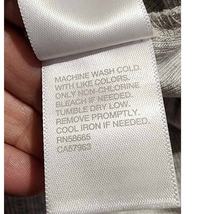 MACHINE WASH COLD.
WITH LIKE COLORS.
ONLY NON-CHLORINE
BLEACH IF NEEDED.
TUMBLE DRY LOW.
REMOVE PROMPTLY.
COOL IRON IF NEEDED.
RN58665
CA57963